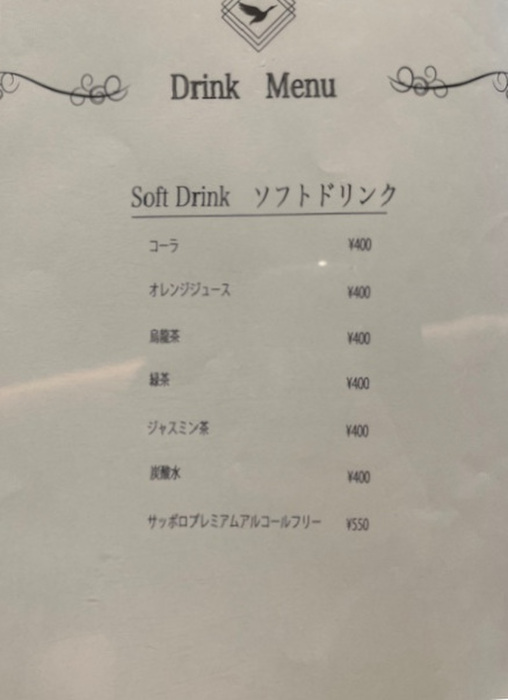 Drink Menu
Soft Drink ソフトドリンク
コーラ ¥400
オレンジジュース ¥400
烏龍茶 ¥400
緑茶 ¥400
ジャスミン茶 ¥400
炭酸水 ¥400
サッポロプレミアムアルコールフリー ¥550